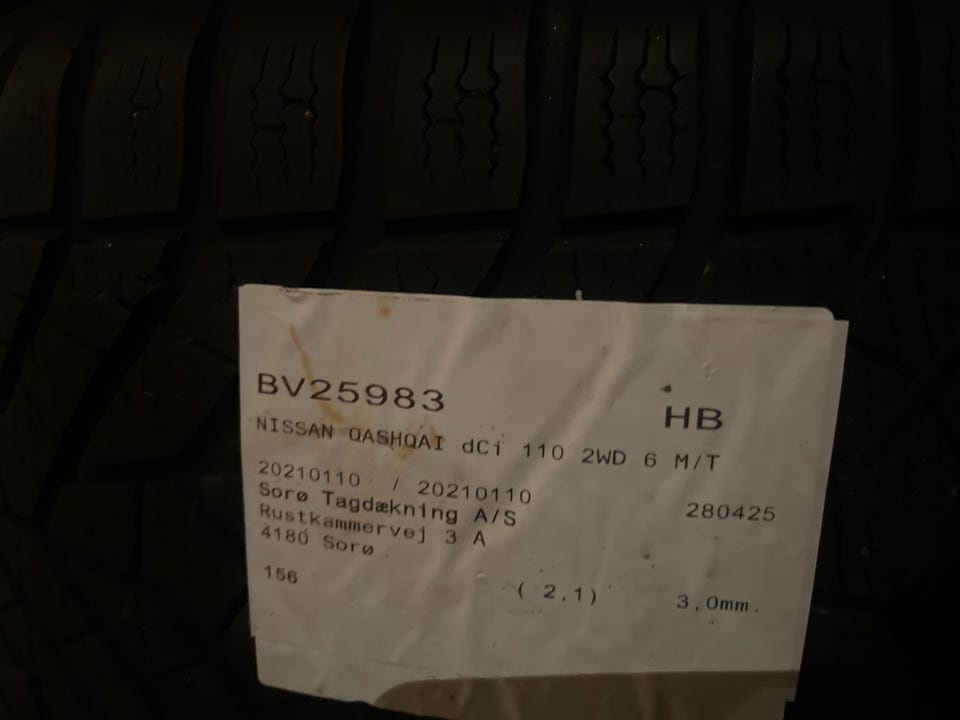 BV25983 HB
NISSAN QASHQAI dCi 110 2WD 6 M/T
20210110 / 20210110
Sorø Tagdækning A/S 280425
Rustkammervej 3 A
4180 Sorø
156 ( 2,1) 3,0mm.